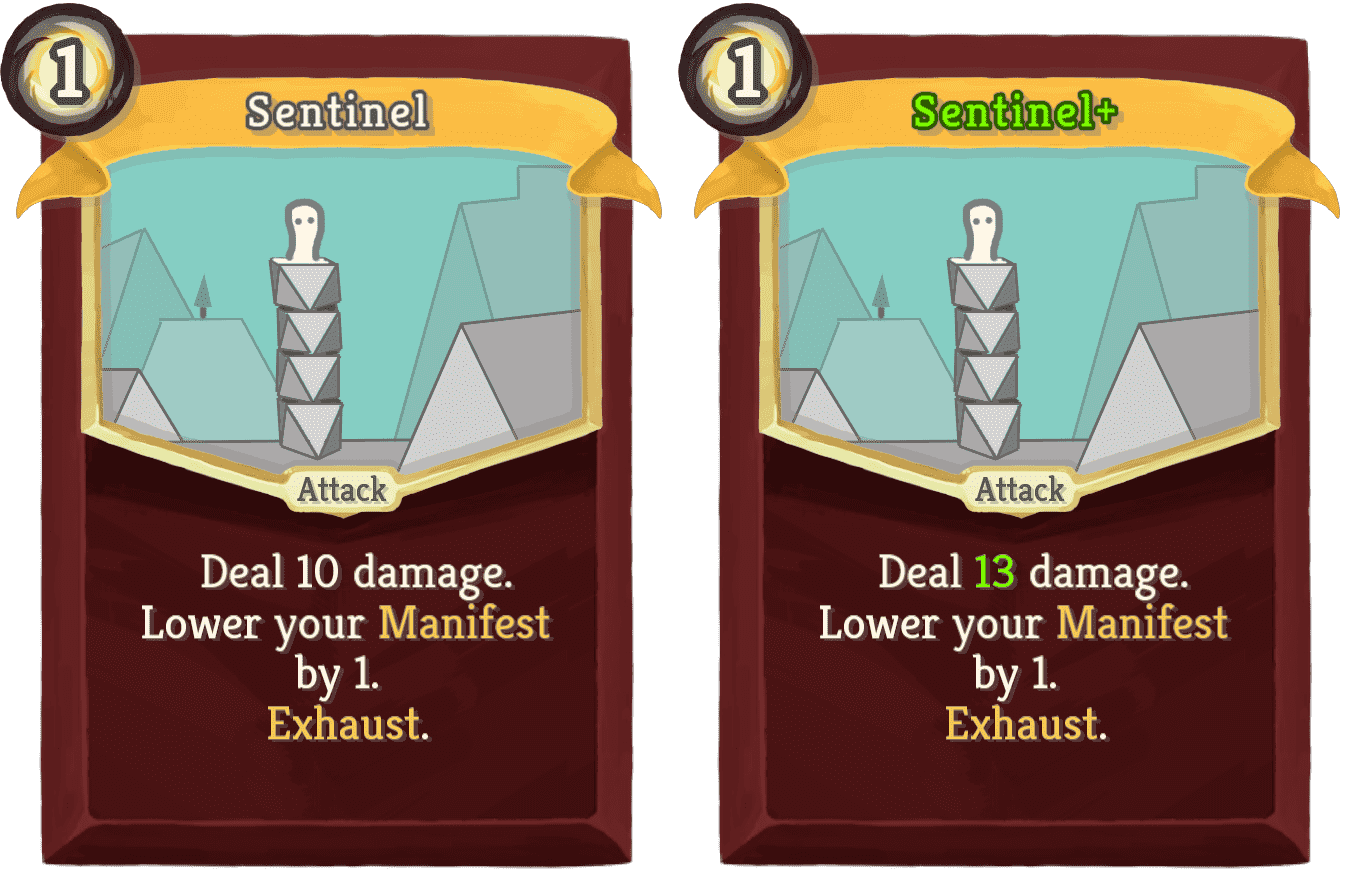 1
Sentinel
Attack
Deal 10 damage.
Lower your Manifest
by 1.
Exhaust.
1
Sentinel+
Attack
Deal 13 damage.
Lower your Manifest
by 1.
Exhaust.